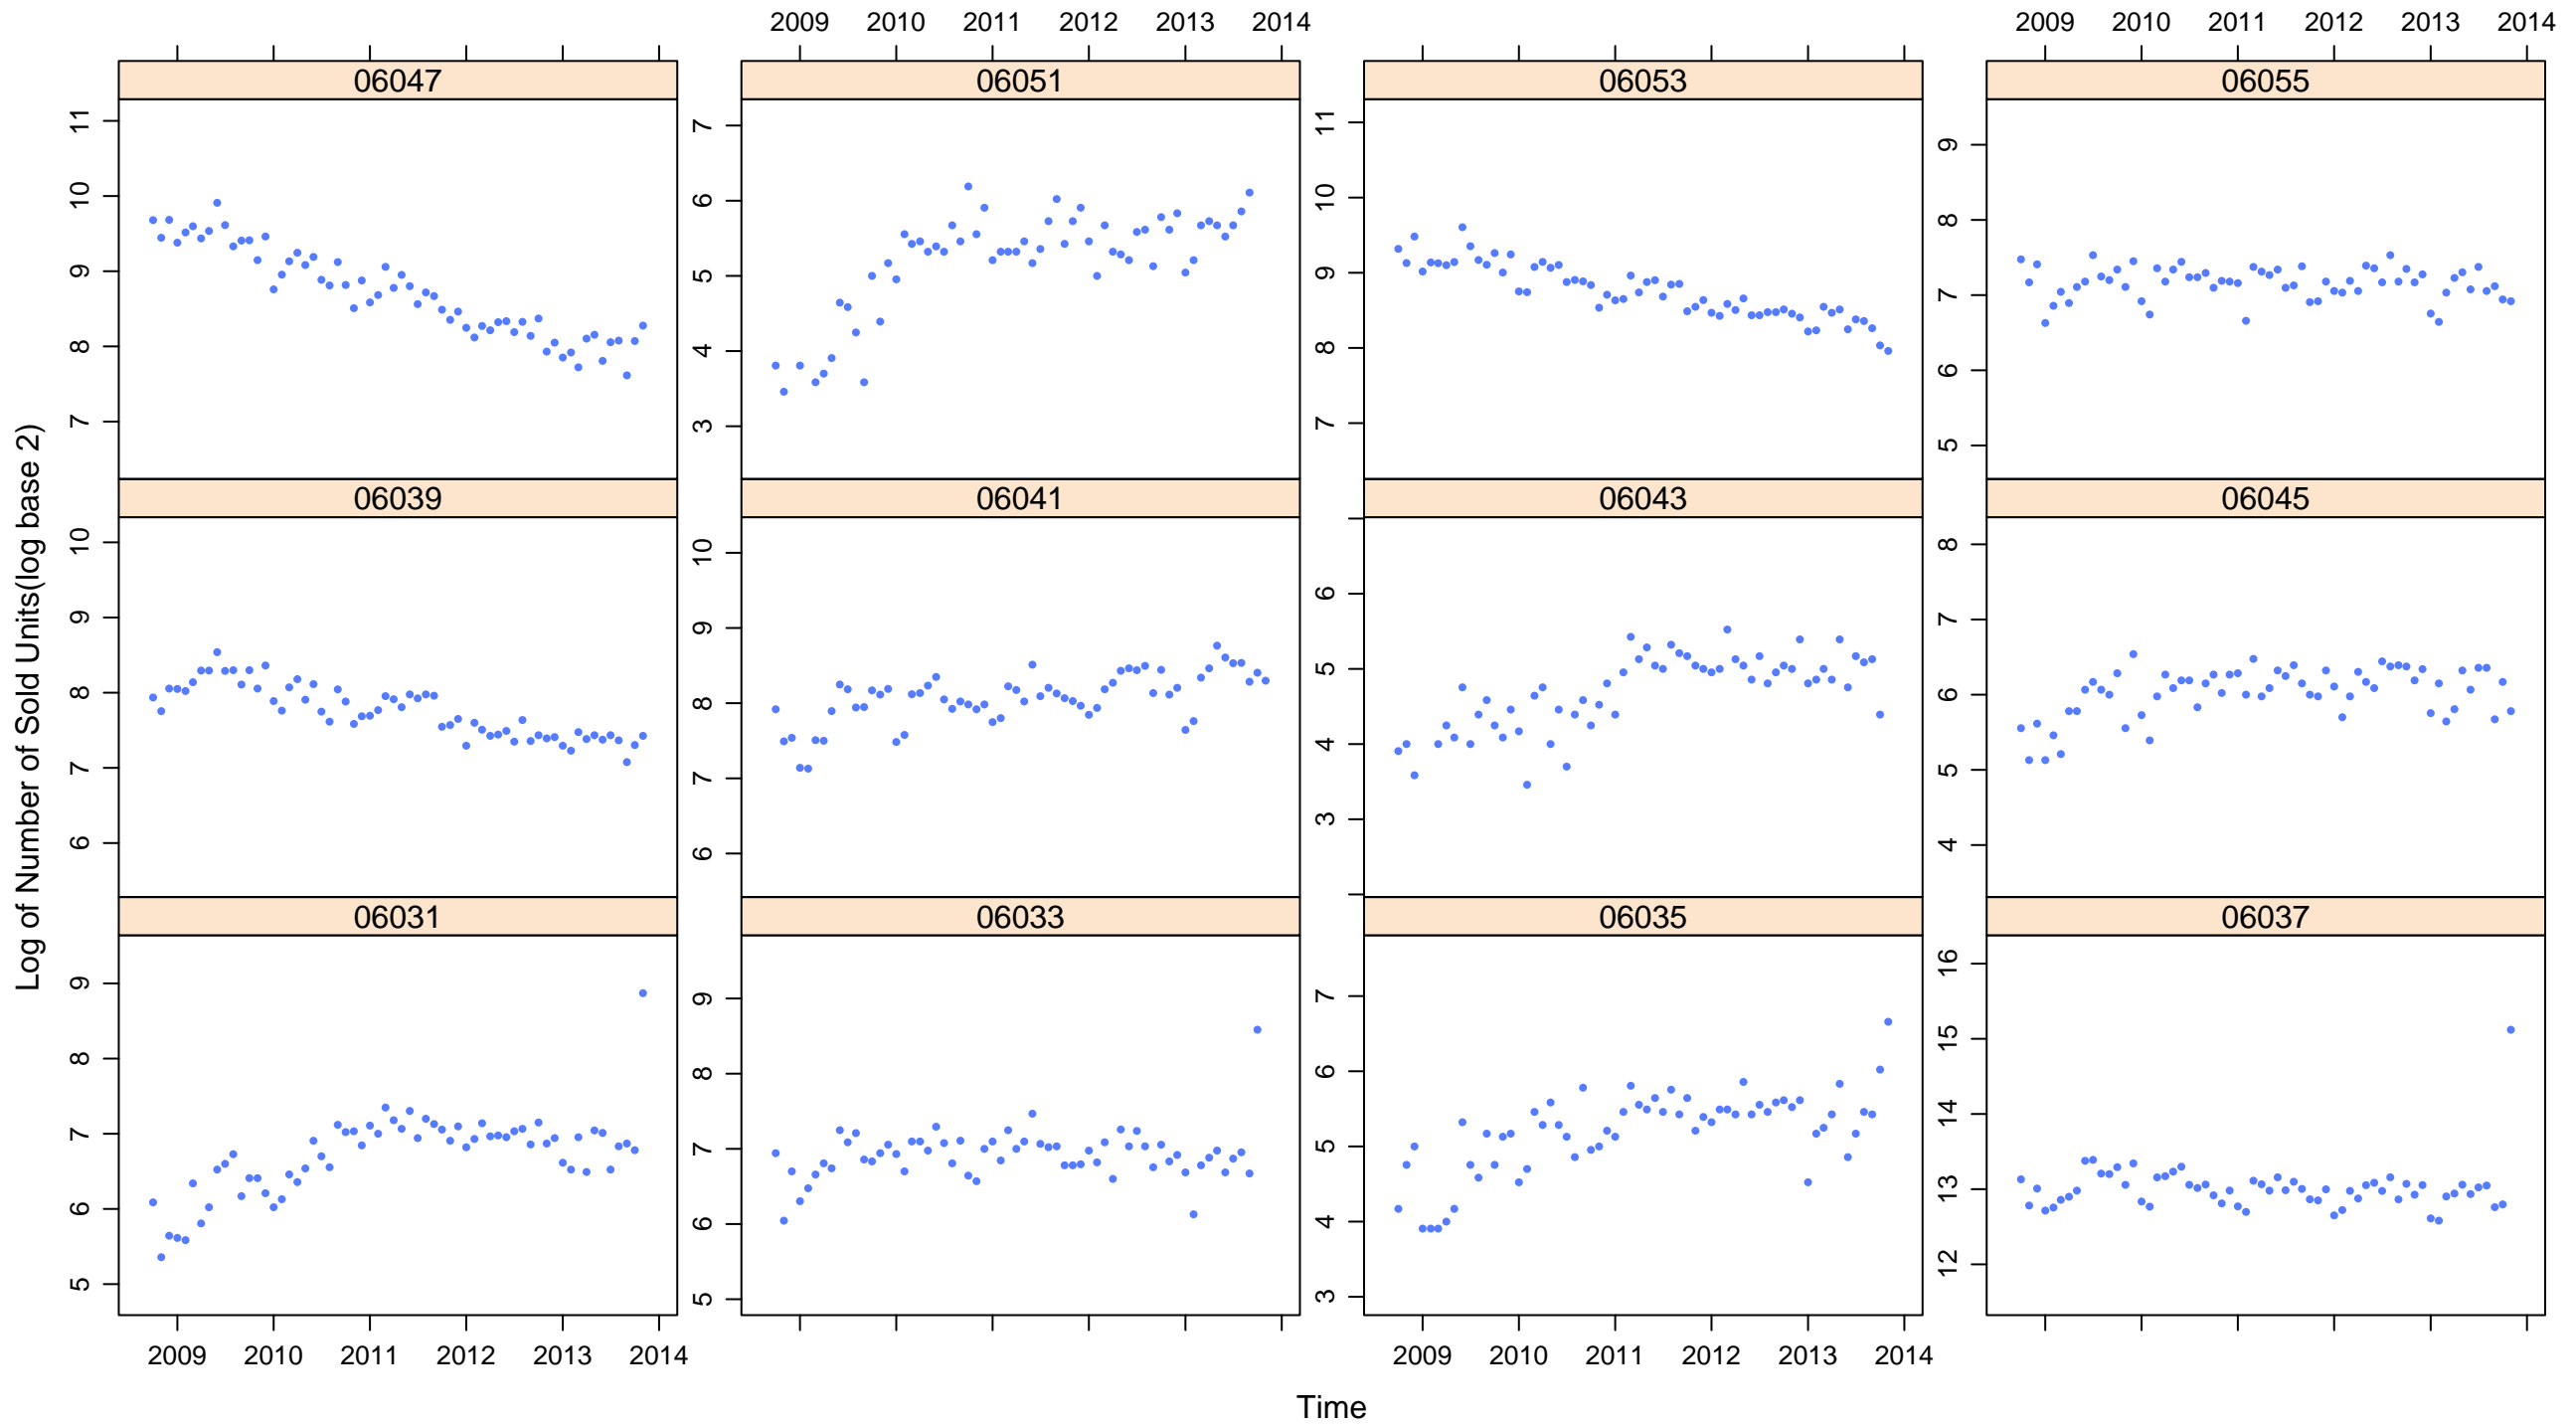 2009 2010 2011 2012 2013 2014 2009 2010 2011 2012 2013 2014
06047 06051 06053 06055
11 10 9 8 7
7 6 5 4 3
11 10 9 8 7
9 8 7 6 5
06039 06041 06043 06045
10 9 8 7 6
10 9 8 7 6
6 5 4 3
8 7 6 5 4
06031 06033 06035 06037
9 8 7 6 5
9 8 7 6 5
7 6 5 4 3
16 15 14 13 12
2009 2010 2011 2012 2013 2014 2009 2010 2011 2012 2013 2014
Log of Number of Sold Units(log base 2)
Time